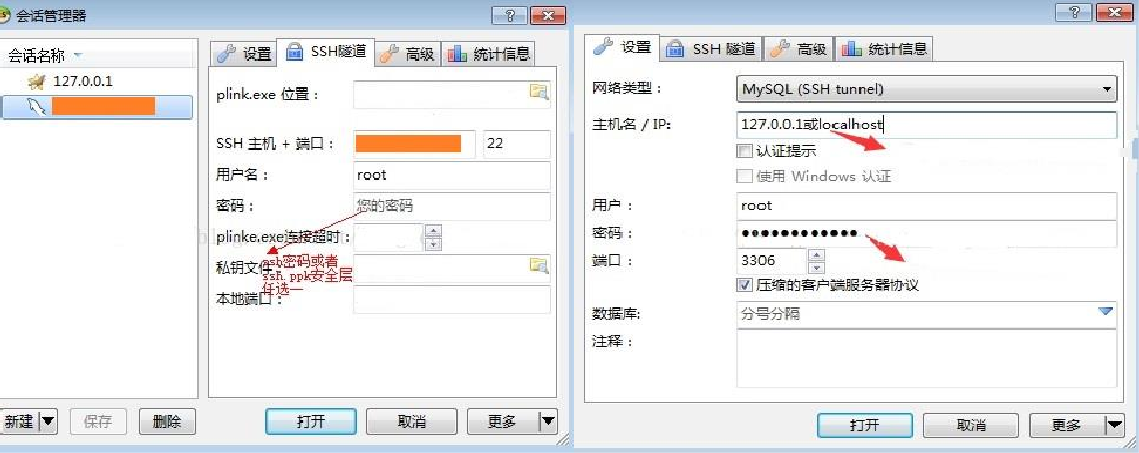 会话管理器
会话名称
127.0.0.1
设置
SSH隧道
高级
统计信息
plink.exe 位置：
SSH 主机 + 端口：
22
用户名：
root
密码：
您的密码
plinke.exe连接超时：
私钥文件
ssh密码或者
ssh ppk安全层
任选一
本地端口：
新建
保存
删除
打开
取消
更多
设置
SSH 隧道
高级
统计信息
网络类型：
MySQL (SSH tunnel)
主机名 / IP:
127.0.0.1或localhost
认证提示
使用 Windows 认证
用户：
root
密码：
●●●●●●●●●●●●
端口：
3306
压缩的客户端服务器协议
数据库:
分号分隔
注释：
打开
取消
更多